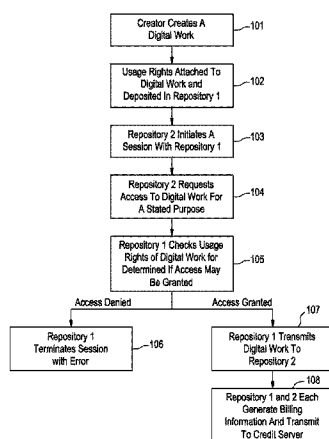 Creator Creates A
Digital Work
101
Usage Rights Attached To
Digital Work and
Deposited In Repository 1
102
Repository 2 Initiates A
Session With Repository 1
103
Repository 2 Requests
Access To Digital Work For
A Stated Purpose
104
Repository 1 Checks Usage
Rights of Digital Work for
Determined If Access May
Be Granted
105
Access Denied
Access Granted
107
Repository 1
Terminates Session
with Error
106
Repository 1 Transmits
Digital Work To
Repository 2
108
Repository 1 and 2 Each
Generate Billing
Information And Transmit
To Credit Server